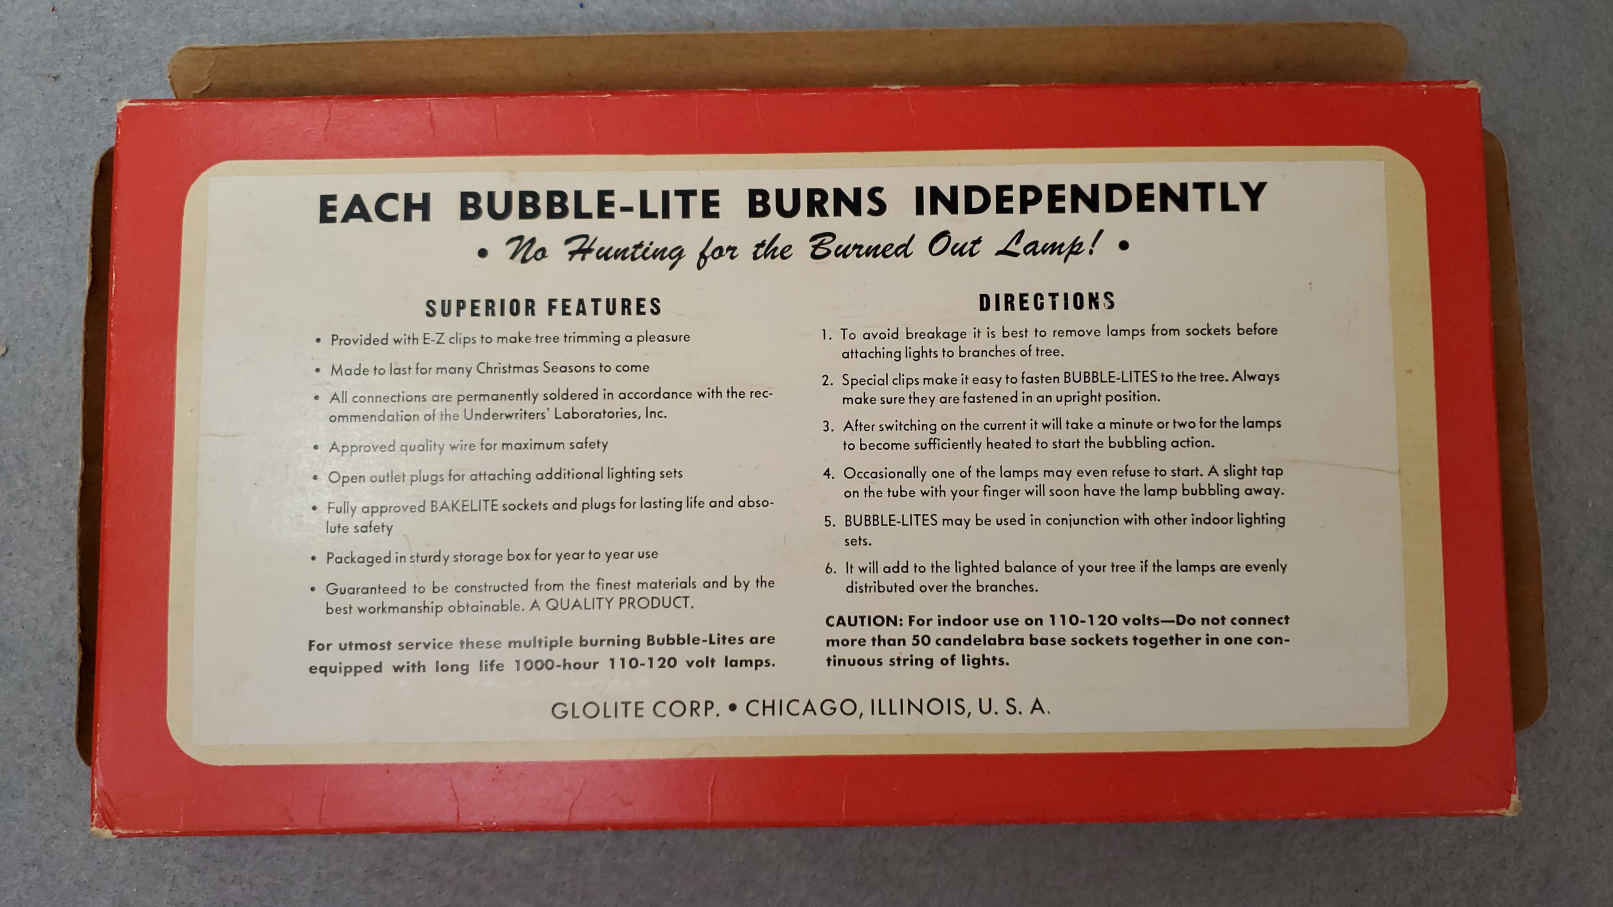 EACH BUBBLE-LITE BURNS INDEPENDENTLY
• No Hunting for the Burned Out Lamp! •
SUPERIOR FEATURES
• Provided with E-Z clips to make tree trimming a pleasure
• Made to last for many Christmas Seasons to come
• All connections are permanently soldered in accordance with the rec-
ommendation of the Underwriters' Laboratories, Inc.
• Approved quality wire for maximum safety
• Open outlet plugs for attaching additional lighting sets
• Fully approved BAKELITE sockets and plugs for lasting life and abso-
lute safety
• Packaged in sturdy storage box for year to year use
• Guaranteed to be constructed from the finest materials and by the
best workmanship obtainable. A QUALITY PRODUCT.
For utmost service these multiple burning Bubble-Lites are
equipped with long life 1000-hour 110-120 volt lamps.
DIRECTIONS
1. To avoid breakage it is best to remove lamps from sockets before
attaching lights to branches of tree.
2. Special clips make it easy to fasten BUBBLE-LITES to the tree. Always
make sure they are fastened in an upright position.
3. After switching on the current it will take a minute or two for the lamps
to become sufficiently heated to start the bubbling action.
4. Occasionally one of the lamps may even refuse to start. A slight tap
on the tube with your finger will soon have the lamp bubbling away.
5. BUBBLE-LITES may be used in conjunction with other indoor lighting
sets.
6. It will add to the lighted balance of your tree if the lamps are evenly
distributed over the branches.
CAUTION: For indoor use on 110-120 volts—Do not connect
more than 50 candelabra base sockets together in one con-
tinuous string of lights.
GLOLITE CORP. • CHICAGO, ILLINOIS, U. S. A.